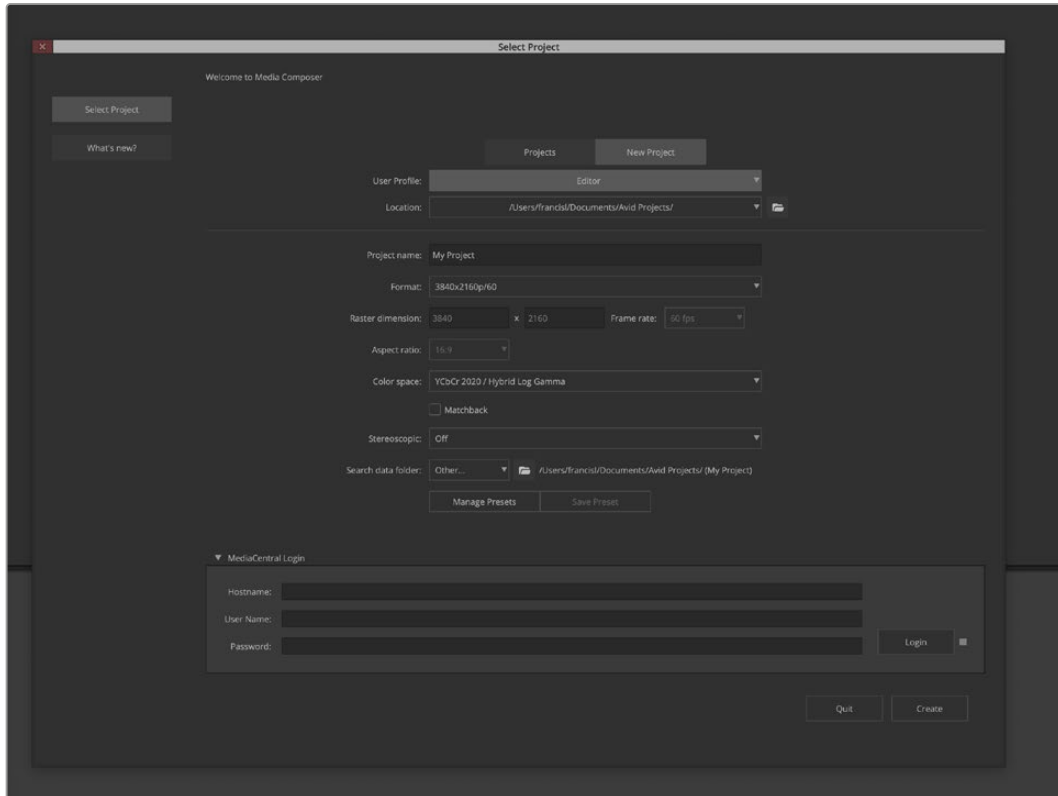 Select Project
Welcome to Media Composer
Select Project
What's new?
Projects New Project
User Profile: Editor
Location: /Users/francisl/Documents/Avid Projects/
Project name: My Project
Format: 3840x2160p/60
Raster dimension: 3840 x 2160 Frame rate: 60 fps
Aspect ratio: 16:9
Color space: YCbCr 2020 / Hybrid Log Gamma
Matchback
Stereoscopic: Off
Search data folder: Other... /Users/francisl/Documents/Avid Projects/ (My Project)
Manage Presets Save Preset
MediaCentral Login
Hostname:
User Name:
Password:
Login
Quit Create